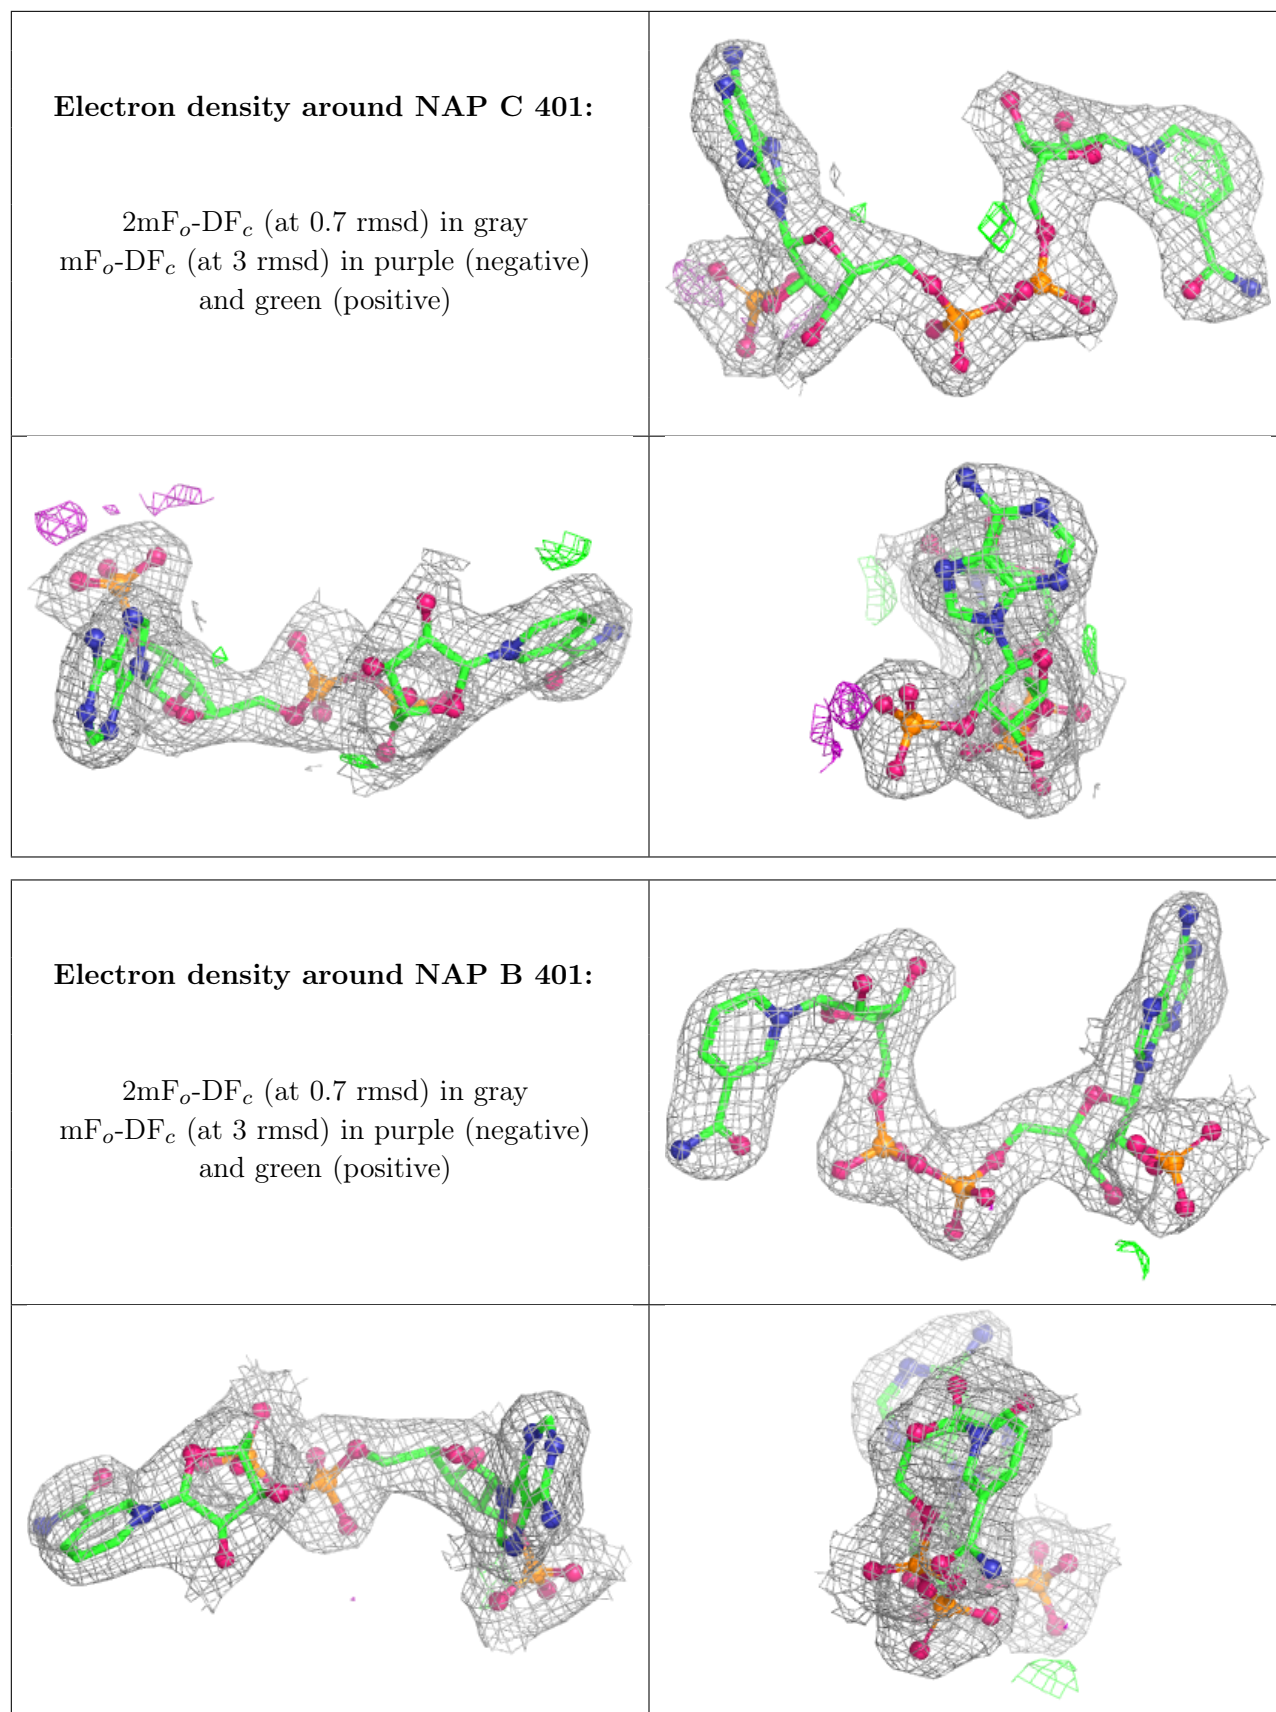 Electron density around NAP C 401:
2mFo-DFc (at 0.7 rmsd) in gray
mFo-DFc (at 3 rmsd) in purple (negative)
and green (positive)
Electron density around NAP B 401:
2mFo-DFc (at 0.7 rmsd) in gray
mFo-DFc (at 3 rmsd) in purple (negative)
and green (positive)